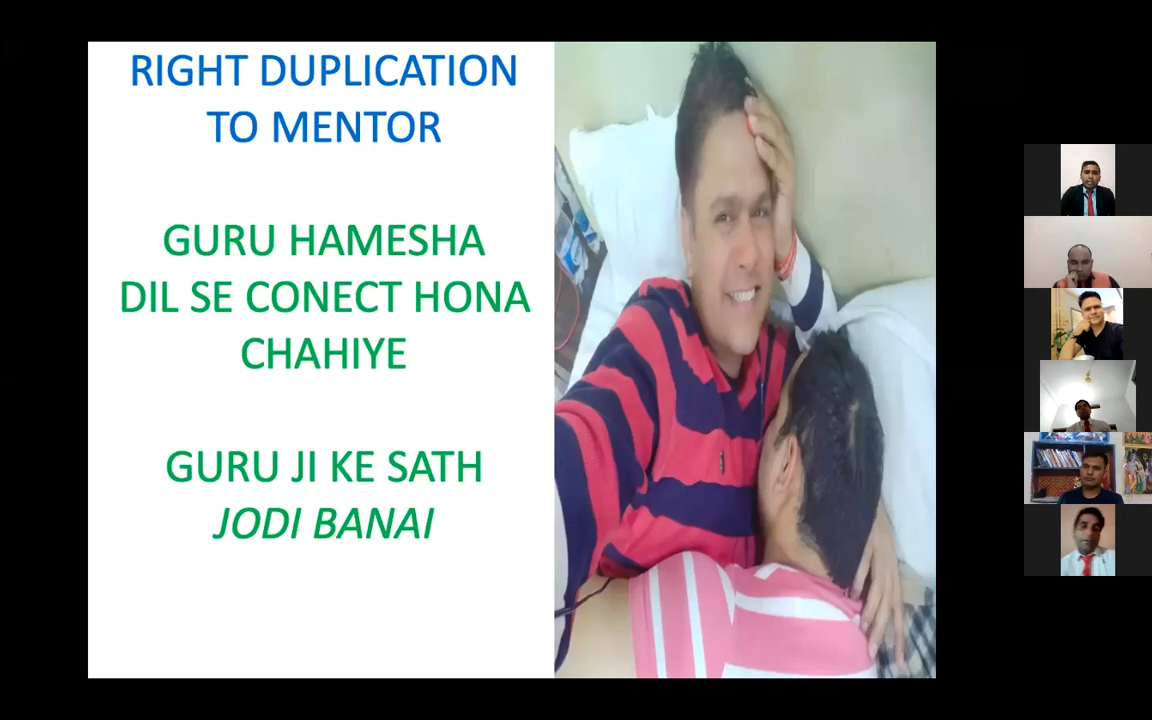 RIGHT DUPLICATION
TO MENTOR
GURU HAMESHA
DIL SE CONECT HONA
CHAHIYE
GURU JI KE SATH
JODI BANAI